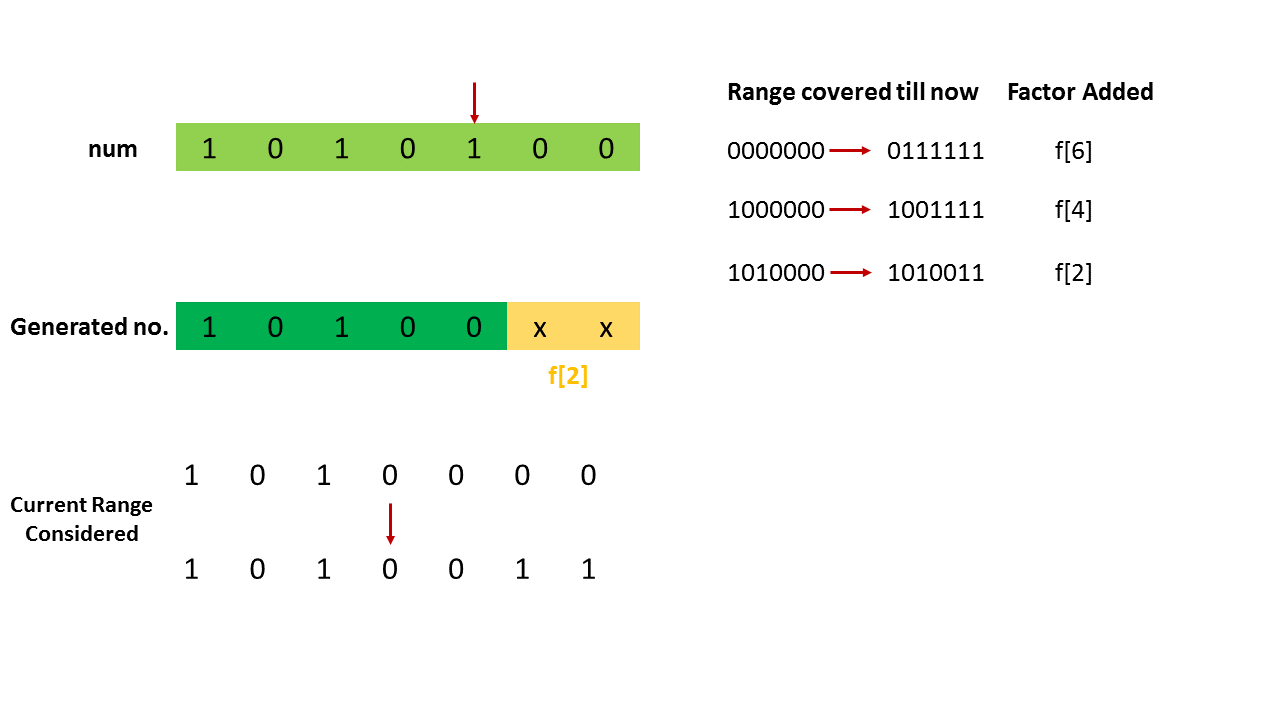 num 1 0 1 0 1 0 0
Generated no. 1 0 1 0 0 x x
f[2]
1 0 1 0 0 0 0
Current Range
Considered
1 0 1 0 0 1 1
Range covered till now Factor Added
0000000 0111111 f[6]
1000000 1001111 f[4]
1010000 1010011 f[2]